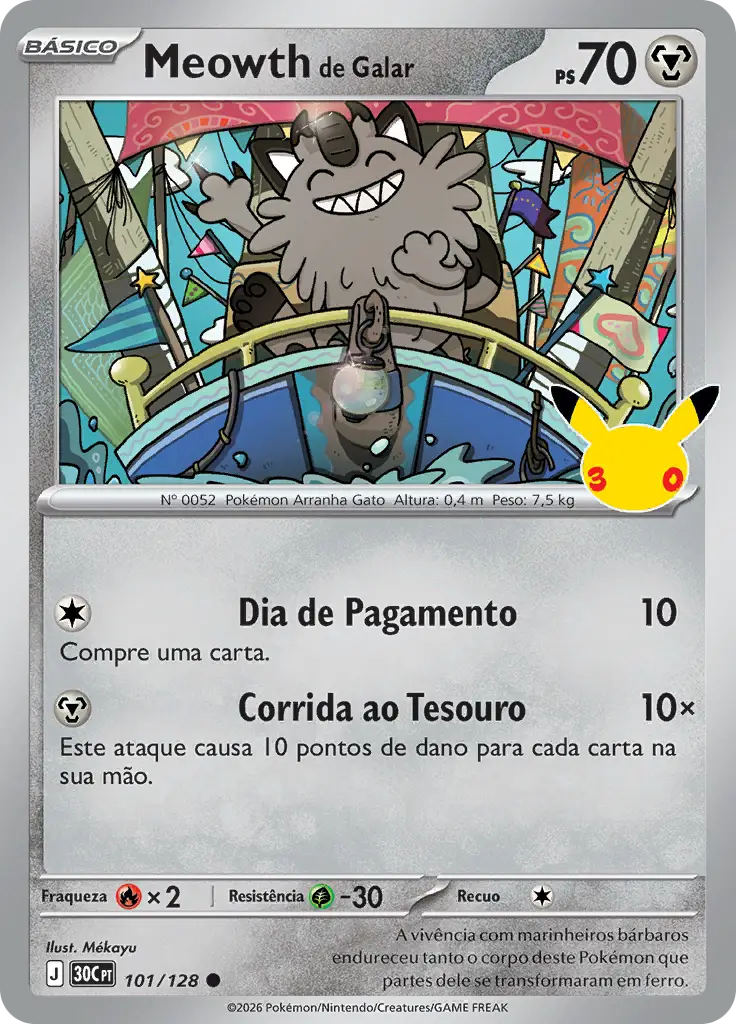 BÁSICO
Meowth de Galar
PS 70
30
Nº 0052 Pokémon Arranha Gato Altura: 0,4 m Peso: 7,5 kg
Dia de Pagamento 10
Compre uma carta.
Corrida ao Tesouro 10×
Este ataque causa 10 pontos de dano para cada carta na
sua mão.
Fraqueza ×2 Resistência -30 Recuo
Ilust. Mékayu
A vivência com marinheiros bárbaros
endureceu tanto o corpo deste Pokémon que
partes dele se transformaram em ferro.
J 30C PT 101/128
©2026 Pokémon/Nintendo/Creatures/GAME FREAK